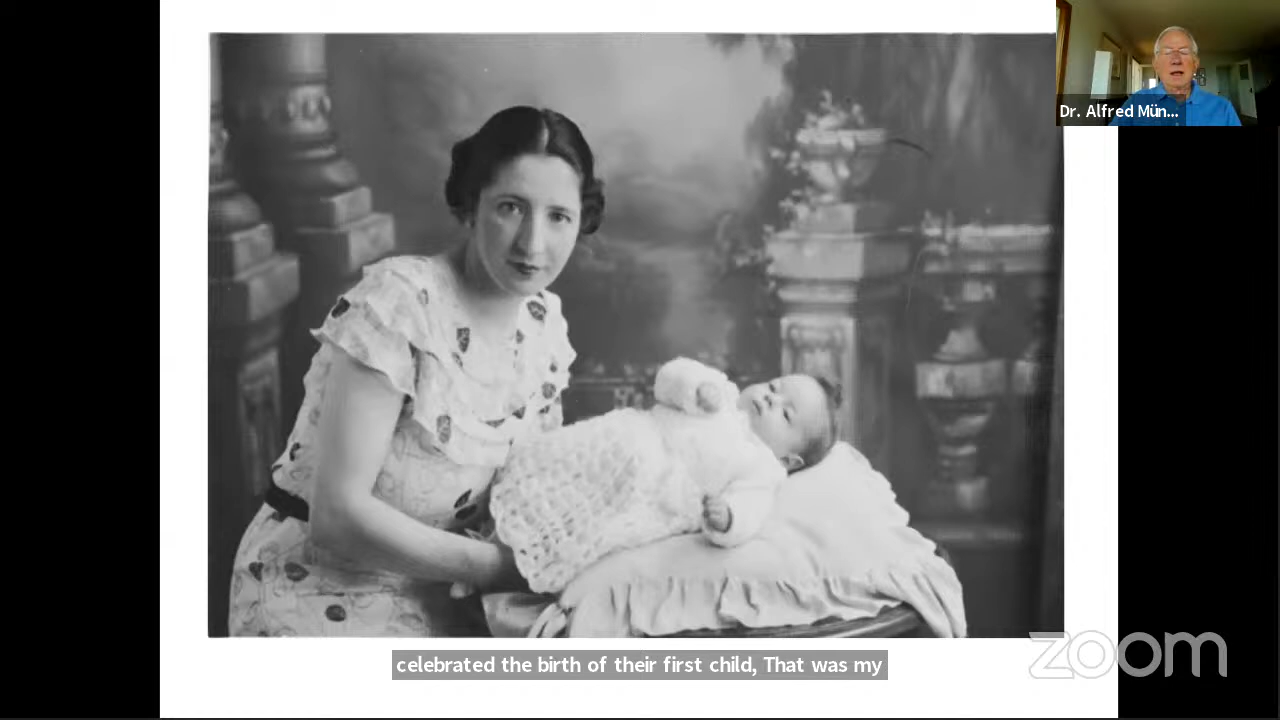 Dr. Alfred Mün...
celebrated the birth of their first child, That was my
zoom